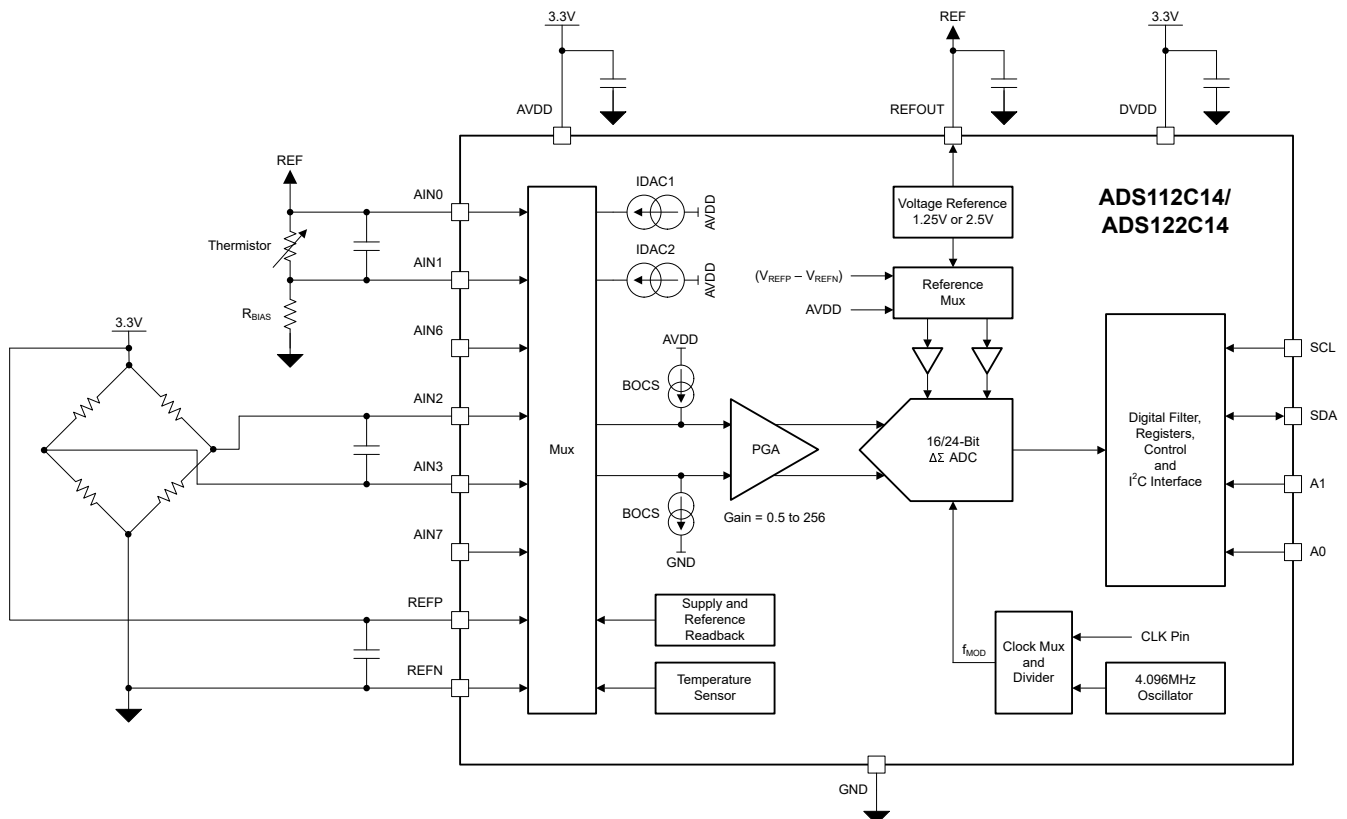 3.3V
REF
3.3V
AVDD
REFOUT
DVDD
REF
AIN0
IDAC1
AVDD
Voltage Reference
1.25V or 2.5V
ADS112C14/
ADS122C14
Thermistor
AIN1
IDAC2
AVDD
(VREFP – VREFN)
Reference
Mux
AVDD
RBIAS
3.3V
AIN6
AVDD
BOCS
SCL
AIN2
Mux
PGA
16/24-Bit
ΔΣ ADC
Digital Filter,
Registers,
Control
and
I2C Interface
SDA
AIN3
BOCS
Gain = 0.5 to 256
A1
AIN7
GND
A0
REFP
Supply and
Reference
Readback
fMOD
Clock Mux
and
Divider
CLK Pin
REFN
Temperature
Sensor
4.096MHz
Oscillator
GND